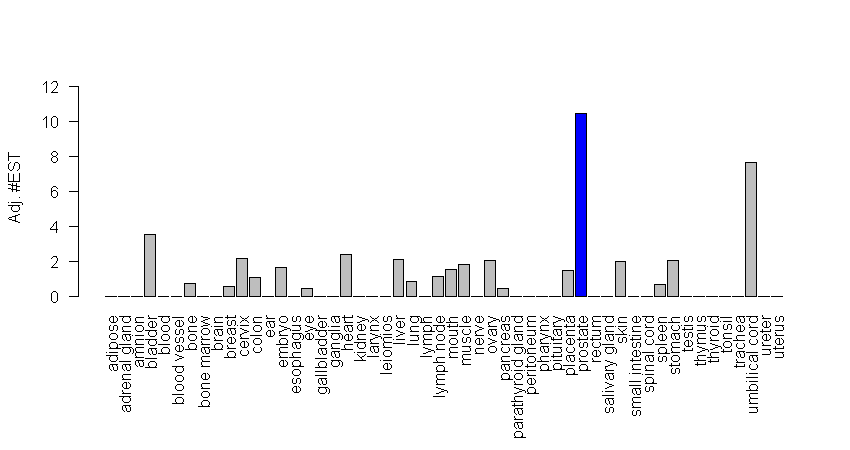 12
10
8
6
4
2
0
Adj. #EST
adipose
adrenal gland
amnion
bladder
blood
blood vessel
bone
bone marrow
brain
breast
cervix
colon
ear
embryo
esophagus
eye
gallbladder
ganglia
heart
kidney
larynx
leiomios
liver
lung
lymph
lymph node
mouth
muscle
nerve
ovary
pancreas
parathyroid gland
peritoneum
pharynx
pituitary
placenta
prostate
rectum
salivary gland
skin
small intestine
spinal cord
spleen
stomach
testis
thymus
thyroid
tonsil
trachea
umbilical cord
ureter
uterus